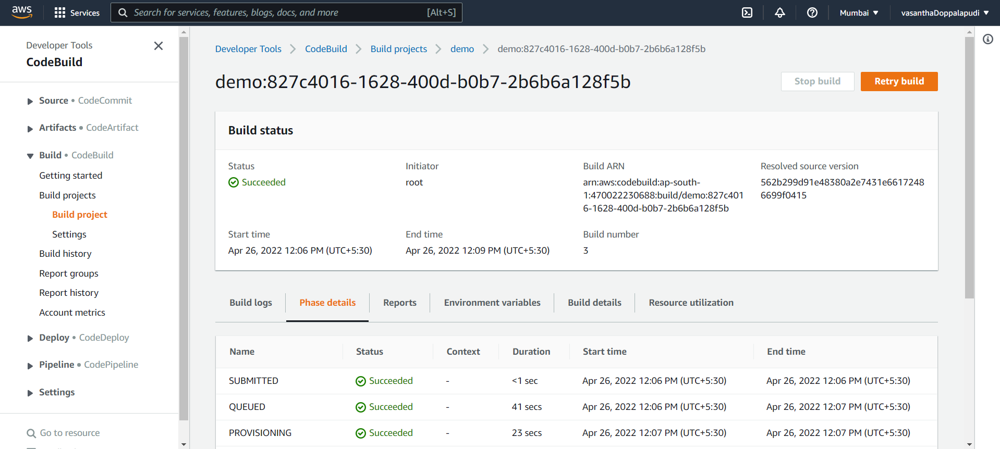 aws
Services
Search for services, features, blogs, docs, and more [Alt+S]
Mumbai ▼
vasanthaDoppalapudi ▼
Developer Tools
CodeBuild
Source • CodeCommit
Artifacts • CodeArtifact
Build • CodeBuild
Getting started
Build projects
Build project
Settings
Build history
Report groups
Report history
Account metrics
Deploy • CodeDeploy
Pipeline • CodePipeline
Settings
Go to resource
Developer Tools > CodeBuild > Build projects > demo > demo:827c4016-1628-400d-b0b7-2b6b6a128f5b
demo:827c4016-1628-400d-b0b7-2b6b6a128f5b
Stop build
Retry build
Build status
Status
Succeeded
Initiator
root
Build ARN
arn:aws:codebuild:ap-south-
1:470022230688:build/demo:827c401
6-1628-400d-b0b7-2b6b6a128f5b
Resolved source version
562b299d91e48380a2e7431e6617248
6699f0415
Start time
Apr 26, 2022 12:06 PM (UTC+5:30)
End time
Apr 26, 2022 12:09 PM (UTC+5:30)
Build number
3
Build logs
Phase details
Reports
Environment variables
Build details
Resource utilization
Name Status Context Duration Start time End time
SUBMITTED Succeeded - <1 sec Apr 26, 2022 12:06 PM (UTC+5:30) Apr 26, 2022 12:06 PM (UTC+5:30)
QUEUED Succeeded - 41 secs Apr 26, 2022 12:06 PM (UTC+5:30) Apr 26, 2022 12:07 PM (UTC+5:30)
PROVISIONING Succeeded - 23 secs Apr 26, 2022 12:07 PM (UTC+5:30) Apr 26, 2022 12:07 PM (UTC+5:30)